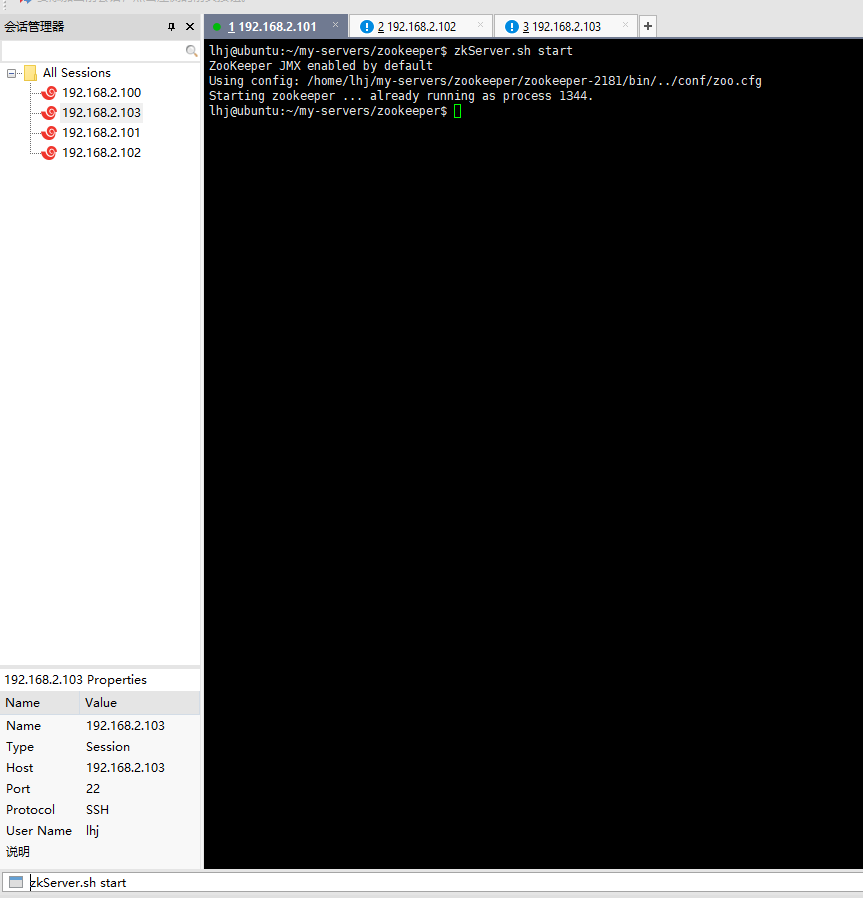 会话管理器
1 192.168.2.101
2 192.168.2.102
3 192.168.2.103
+
All Sessions
192.168.2.100
192.168.2.103
192.168.2.101
192.168.2.102
lhj@ubuntu:~/my-servers/zookeeper$ zkServer.sh start
ZooKeeper JMX enabled by default
Using config: /home/lhj/my-servers/zookeeper/zookeeper-2181/bin/../conf/zoo.cfg
Starting zookeeper ... already running as process 1344.
lhj@ubuntu:~/my-servers/zookeeper$
192.168.2.103 Properties
Name Value
Name 192.168.2.103
Type Session
Host 192.168.2.103
Port 22
Protocol SSH
User Name lhj
说明
zkServer.sh start